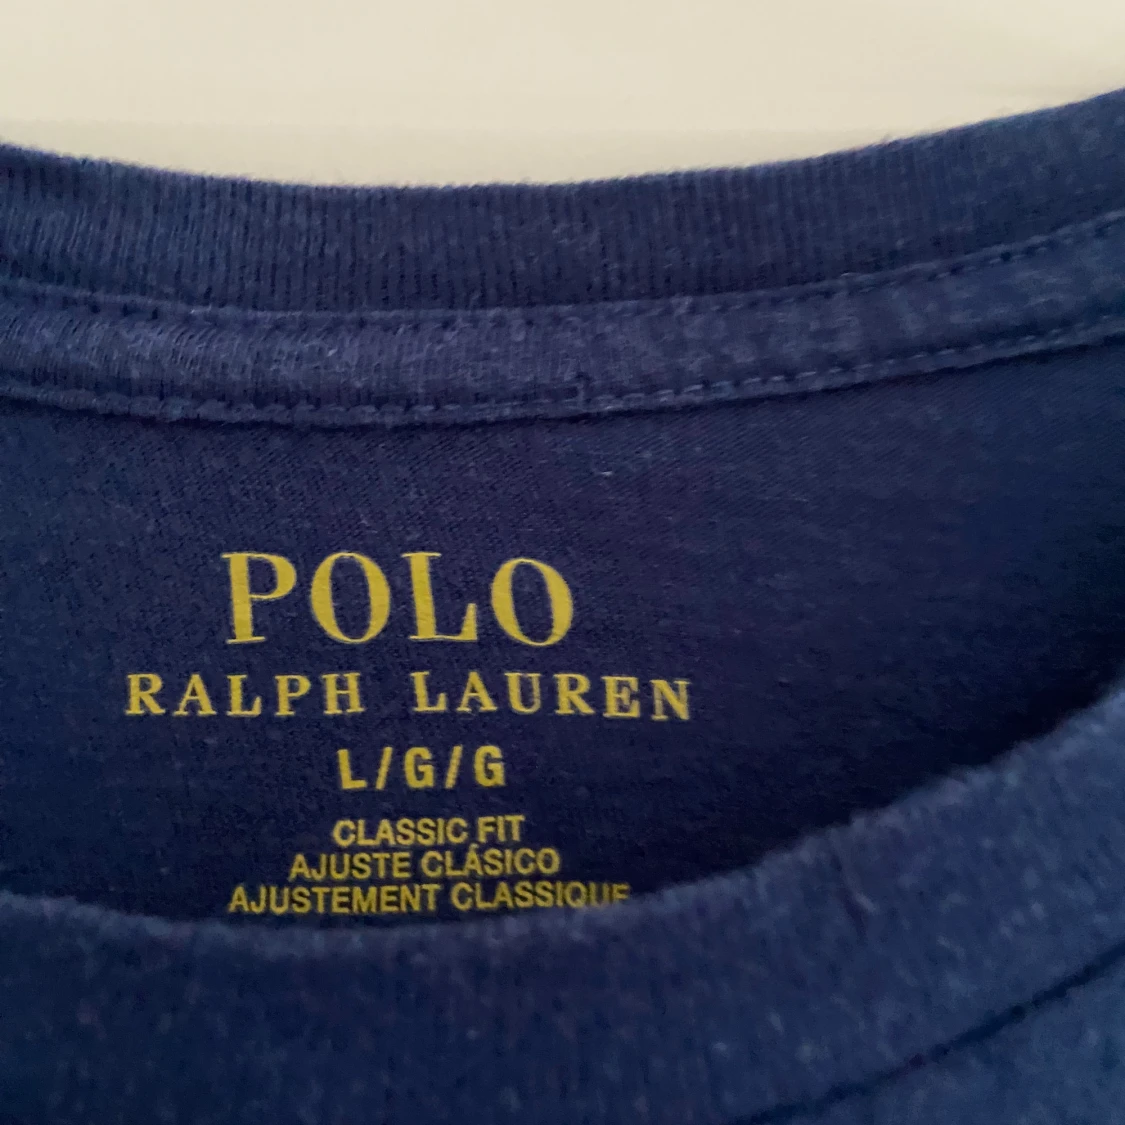 POLO
RALPH LAUREN
L/G/G
CLASSIC FIT
AJUSTE CLÁSICO
AJUSTEMENT CLASSIQUE